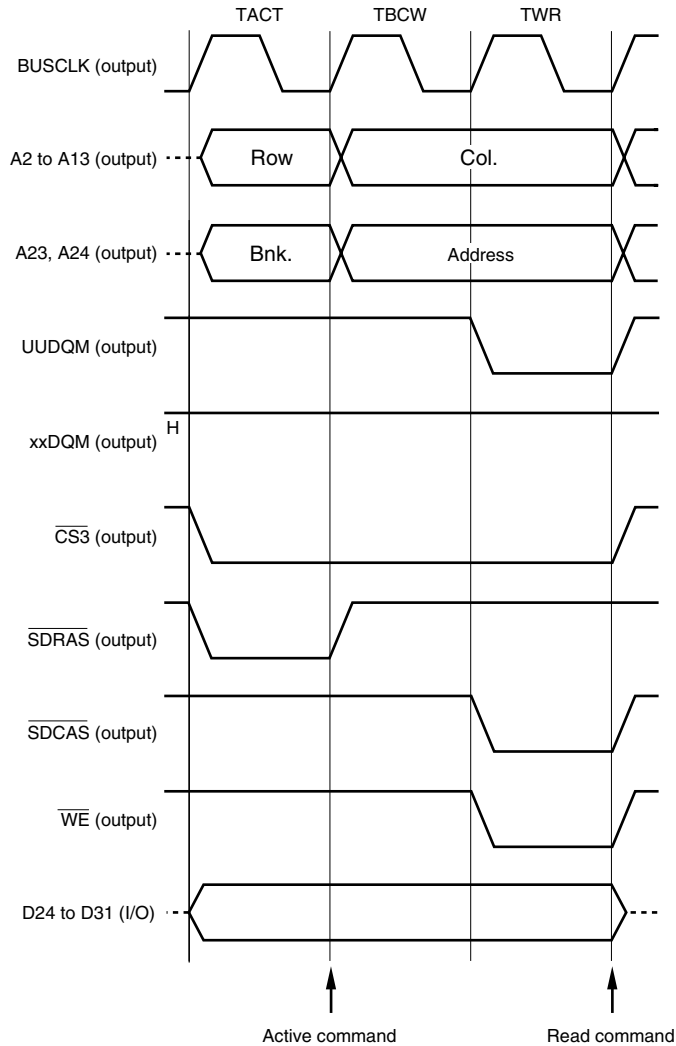 TACT TBCW TWR
BUSCLK (output)
A2 to A13 (output) Row Col.
A23, A24 (output) Bnk. Address
UUDQM (output)
H
xxDQM (output)
CS3 (output)
SDRAS (output)
SDCAS (output)
WE (output)
D24 to D31 (I/O)
Active command Read command